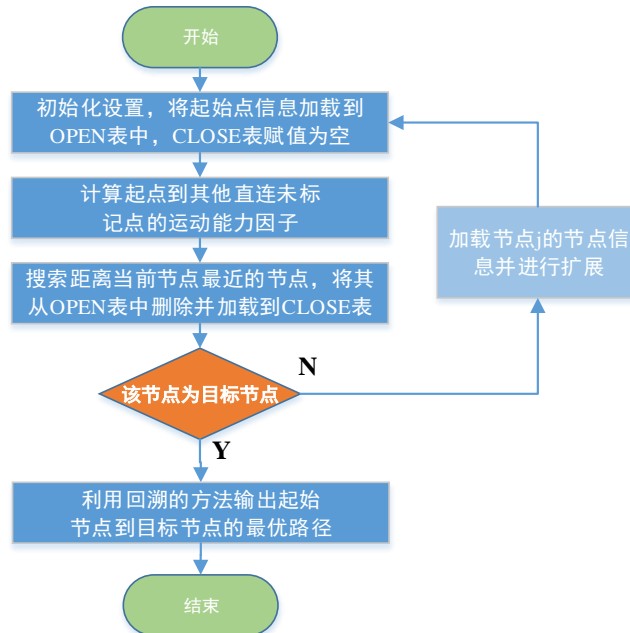 开始
初始化设置，将起始点信息加载到
OPEN表中，CLOSE表赋值为空
计算起点到其他直连未标
记点的运动能力因子
加载节点j的节点信
息并进行扩展
搜索距离当前节点最近的节点，将其
从OPEN表中删除并加载到CLOSE表
N
该节点为目标节点
Y
利用回溯的方法输出起始
节点到目标节点的最优路径
结束